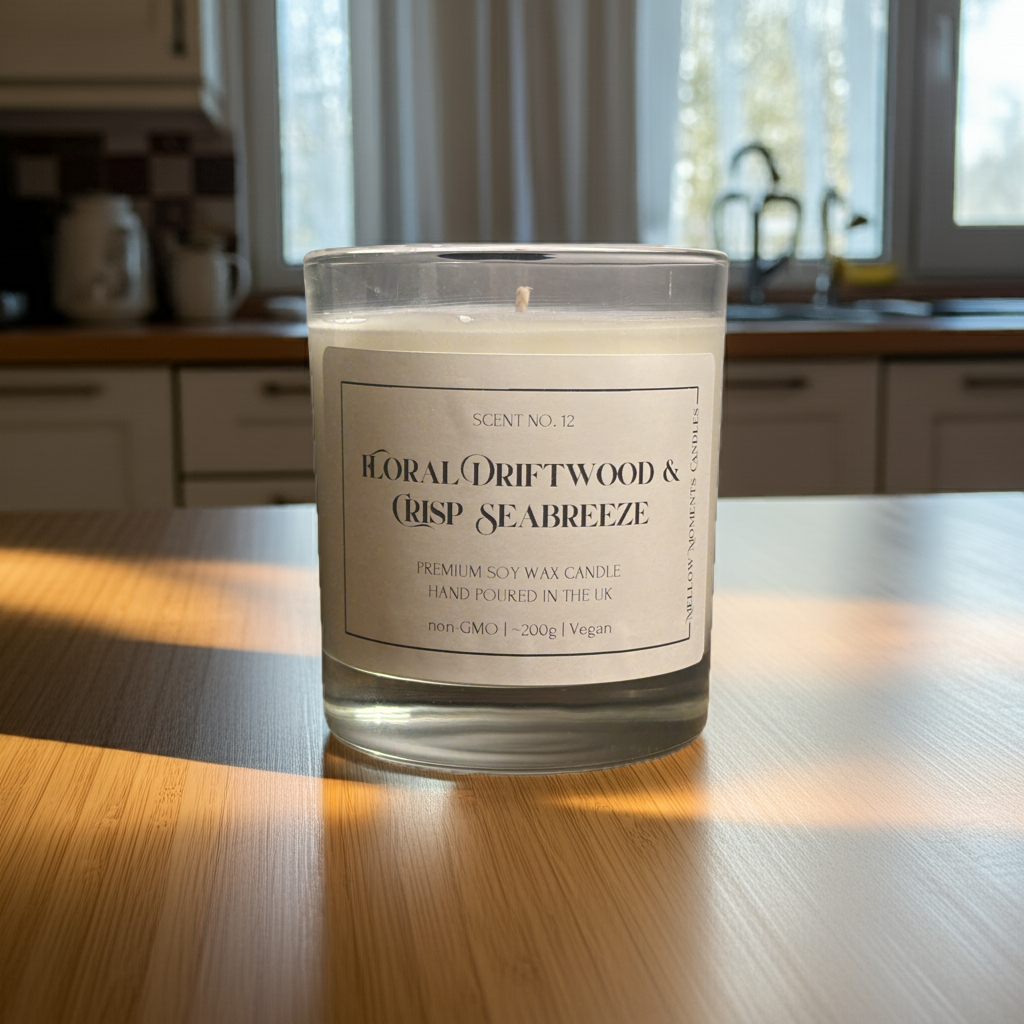 SCENT NO. 12
FLORAL DRIFTWOOD &
CRISP SEABREEZE
PREMIUM SOY WAX CANDLE
HAND POURED IN THE UK
non-GMO | ~200g | Vegan
MELLOW MOMENTS CANDLES